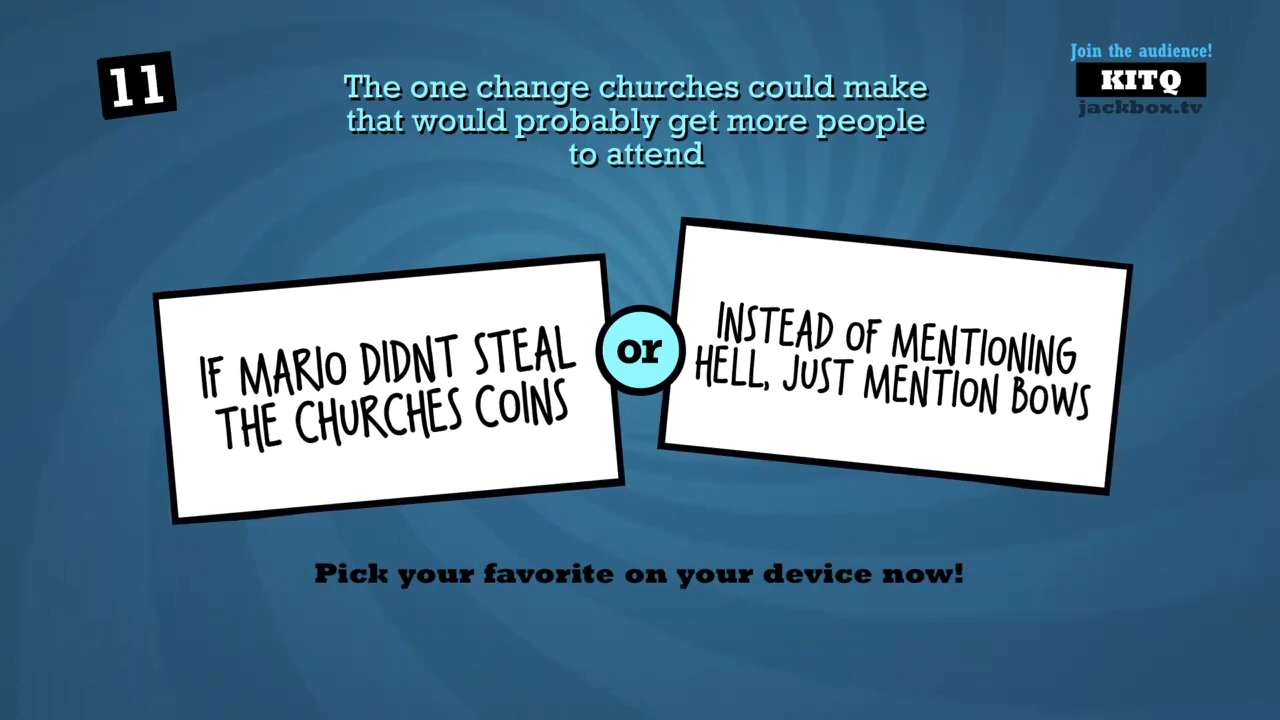 11
The one change churches could make
that would probably get more people
to attend
Join the audience!
KITQ
jackbox.tv
IF MARIO DIDNT STEAL
THE CHURCHES COINS
or
INSTEAD OF MENTIONING
HELL, JUST MENTION BOWS
Pick your favorite on your device now!